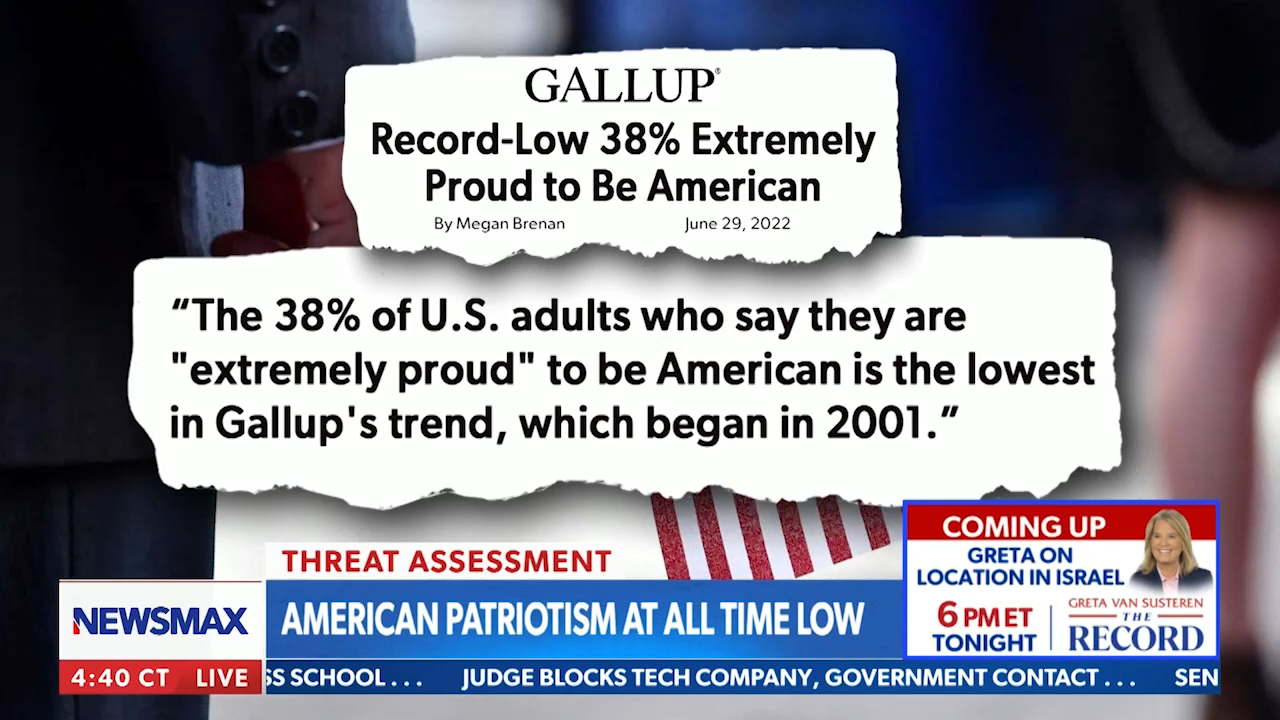 GALLUP®
Record-Low 38% Extremely
Proud to Be American
By Megan Brenan June 29, 2022
“The 38% of U.S. adults who say they are
"extremely proud" to be American is the lowest
in Gallup's trend, which began in 2001.”
THREAT ASSESSMENT
AMERICAN PATRIOTISM AT ALL TIME LOW
COMING UP
GRETA ON
LOCATION IN ISRAEL
6 PM ET
TONIGHT
GRETA VAN SUSTEREN
THE
RECORD
NEWSMAX
4:40 CT LIVE
SS SCHOOL . . . JUDGE BLOCKS TECH COMPANY, GOVERNMENT CONTACT . . . SEN